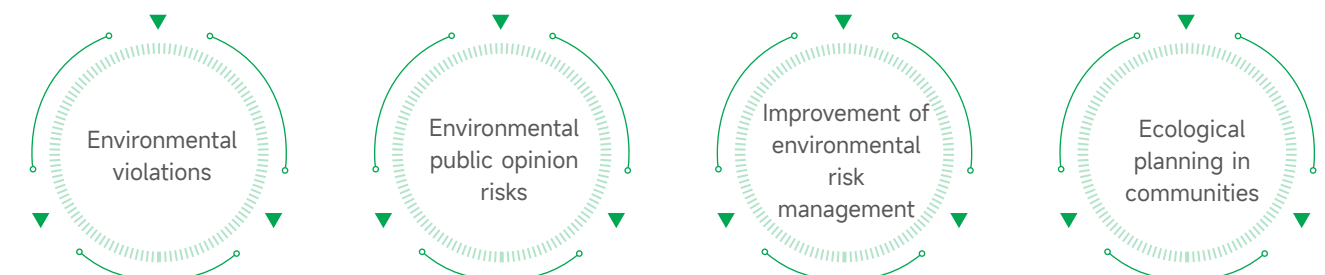 Environmental
violations
Environmental
public opinion
risks
Improvement of
environmental
risk
management
Ecological
planning in
communities